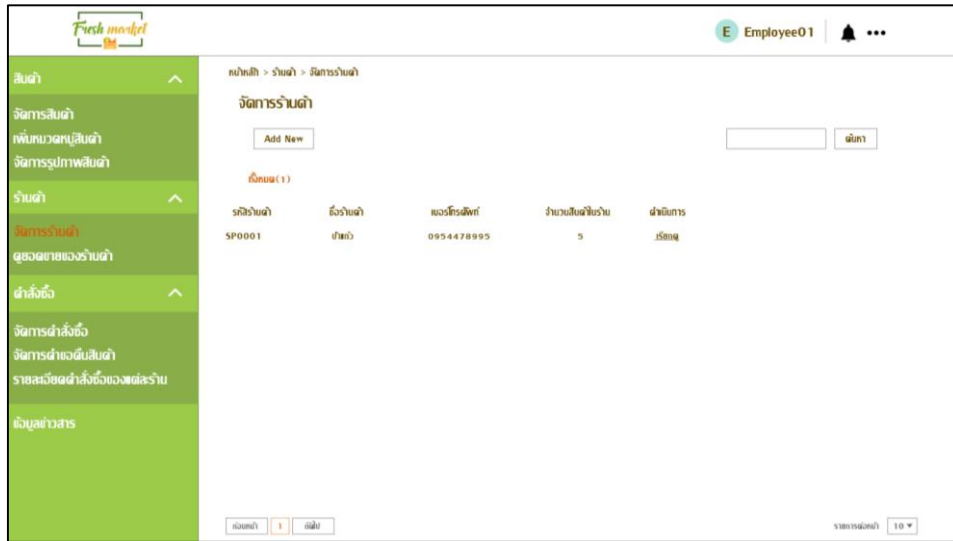 Fresh market
E Employee01
สินค้า
จัดการสินค้า
เพิ่มหมวดหมู่สินค้า
จัดการรูปภาพสินค้า
ร้านค้า
จัดการร้านค้า
ดูยอดขายของร้านค้า
คำสั่งซื้อ
จัดการคำสั่งซื้อ
จัดการคำขอคืนสินค้า
รายละเอียดคำสั่งซื้อของแต่ละร้าน
ข้อมูลข่าวสาร
หน้าหลัก > ร้านค้า > จัดการร้านค้า
จัดการร้านค้า
Add New
ค้นหา
ทั้งหมด(1)
รหัสร้านค้า ชื่อร้านค้า เบอร์โทรศัพท์ จำนวนสินค้าในร้าน ดำเนินการ
SP0001 ป้าแก้ว 0954478995 5 เรียกดู
ก่อนหน้า 1 ถัดไป
รายการต่อหน้า 10